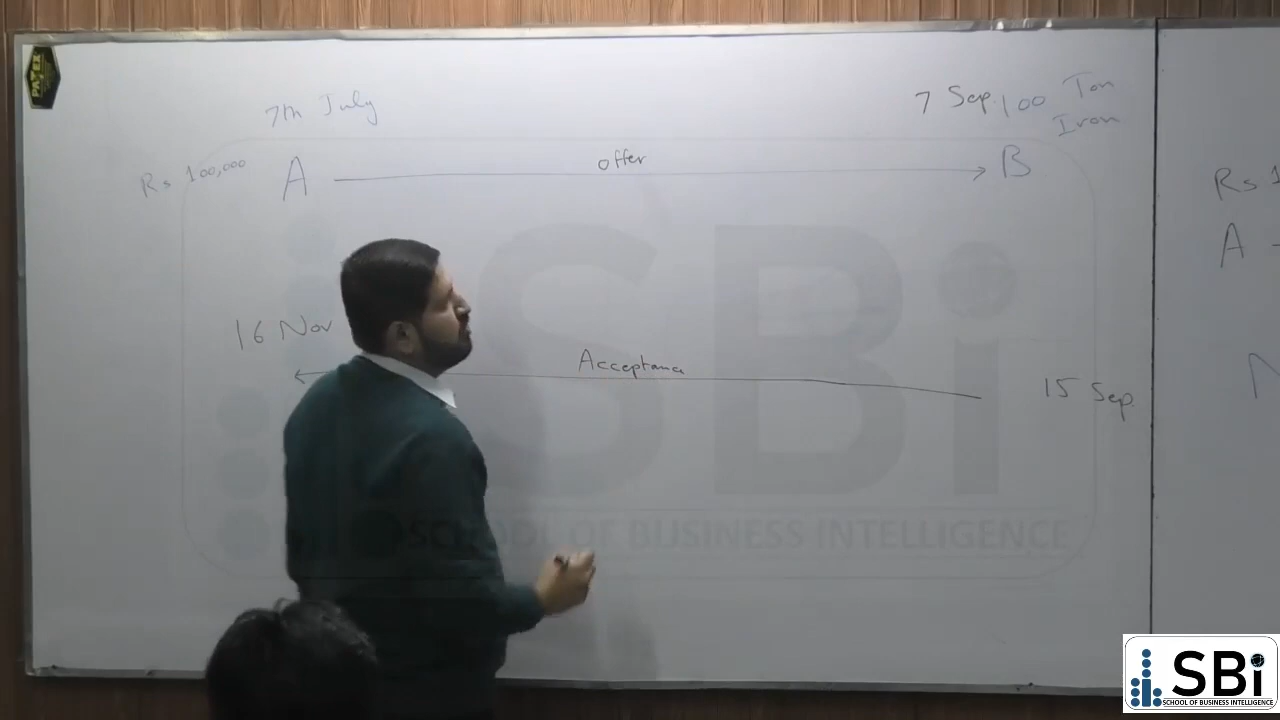 PAYEZ
7th July
7 Sep 100 Ton
Iron
Rs 100,000 A offer B
Rs 1
A
16 Nov
Acceptance
15 Sep
N
SBi
SCHOOL OF BUSINESS INTELLIGENCE
SBi
SCHOOL OF BUSINESS INTELLIGENCE